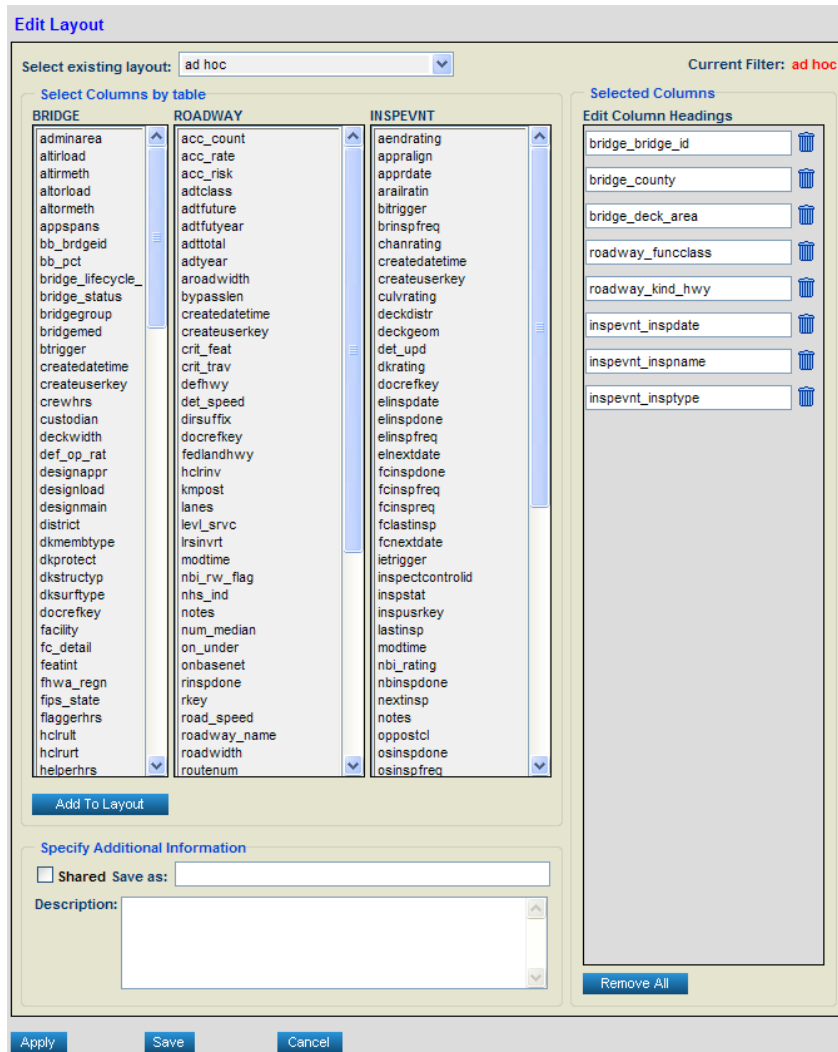 Edit Layout
Select existing layout: ad hoc
Current Filter: ad hoc
Select Columns by table
BRIDGE
adminarea
altirload
altirmeth
altorload
altormeth
appspans
bb_brdgeid
bb_pct
bridge_lifecycle_
bridge_status
bridgegroup
bridgemed
btrigger
createdatetime
createuserkey
crewhrs
custodian
deckwidth
def_op_rat
designappr
designload
designmain
district
dkmembtype
dkprotect
dkstructyp
dksurftype
docrefkey
facility
fc_detail
featint
fhwa_regn
fips_state
flaggerhrs
hclrult
hclrurt
helperhrs
ROADWAY
acc_count
acc_rate
acc_risk
adtclass
adtfuture
adtfutyear
adttotal
adtyear
aroadwidth
bypasslen
createdatetime
createuserkey
crit_feat
crit_trav
defhwy
det_speed
dirsuffix
docrefkey
fedlandhwy
hclrinv
kmpost
lanes
levl_srvc
lrsinvrt
modtime
nbi_rw_flag
nhs_ind
notes
num_median
on_under
onbasenet
rinspdone
rkey
road_speed
roadway_name
roadwidth
routenum
INSPEVNT
aendrating
appralign
apprdate
arailratin
bitrigger
brinspfreq
chanrating
createdatetime
createuserkey
culvrating
deckdistr
deckgeom
det_upd
dkrating
docrefkey
elinspdate
elinspdone
elinspfreq
elnextdate
fcinspdone
fcinspfreq
fcinspreq
fclastinsp
fcnextdate
ietrigger
inspectcontrolid
inspstat
inspusrkey
lastinsp
modtime
nbi_rating
nbinspdone
nextinsp
notes
oppostcl
osinspdone
osinspfreq
Add To Layout
Selected Columns
Edit Column Headings
bridge_bridge_id
bridge_county
bridge_deck_area
roadway_funcclass
roadway_kind_hwy
inspevnt_inspdate
inspevnt_inspname
inspevnt_insptype
Remove All
Specify Additional Information
Shared Save as:
Description:
Apply
Save
Cancel